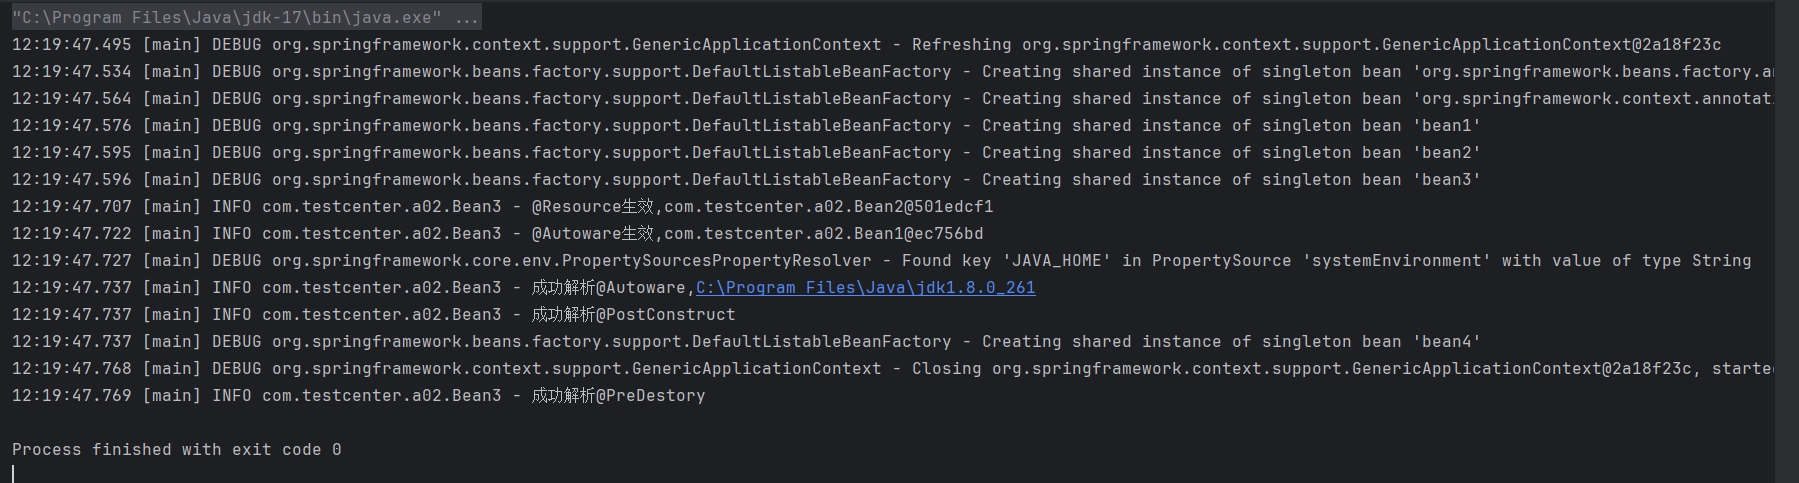 "C:\Program Files\Java\jdk-17\bin\java.exe" ...
12:19:47.495 [main] DEBUG org.springframework.context.support.GenericApplicationContext - Refreshing org.springframework.context.support.GenericApplicationContext@2a18f23c
12:19:47.534 [main] DEBUG org.springframework.beans.factory.support.DefaultListableBeanFactory - Creating shared instance of singleton bean 'org.springframework.beans.factory.an
12:19:47.564 [main] DEBUG org.springframework.beans.factory.support.DefaultListableBeanFactory - Creating shared instance of singleton bean 'org.springframework.context.annotati
12:19:47.576 [main] DEBUG org.springframework.beans.factory.support.DefaultListableBeanFactory - Creating shared instance of singleton bean 'bean1'
12:19:47.595 [main] DEBUG org.springframework.beans.factory.support.DefaultListableBeanFactory - Creating shared instance of singleton bean 'bean2'
12:19:47.596 [main] DEBUG org.springframework.beans.factory.support.DefaultListableBeanFactory - Creating shared instance of singleton bean 'bean3'
12:19:47.707 [main] INFO com.testcenter.a02.Bean3 - @Resource生效,com.testcenter.a02.Bean2@501edcf1
12:19:47.722 [main] INFO com.testcenter.a02.Bean3 - @Autoware生效,com.testcenter.a02.Bean1@ec756bd
12:19:47.727 [main] DEBUG org.springframework.core.env.PropertySourcesPropertyResolver - Found key 'JAVA_HOME' in PropertySource 'systemEnvironment' with value of type String
12:19:47.737 [main] INFO com.testcenter.a02.Bean3 - 成功解析@Autoware,C:\Program Files\Java\jdk1.8.0_261
12:19:47.737 [main] INFO com.testcenter.a02.Bean3 - 成功解析@PostConstruct
12:19:47.737 [main] DEBUG org.springframework.beans.factory.support.DefaultListableBeanFactory - Creating shared instance of singleton bean 'bean4'
12:19:47.768 [main] DEBUG org.springframework.context.support.GenericApplicationContext - Closing org.springframework.context.support.GenericApplicationContext@2a18f23c, started
12:19:47.769 [main] INFO com.testcenter.a02.Bean3 - 成功解析@PreDestory
Process finished with exit code 0